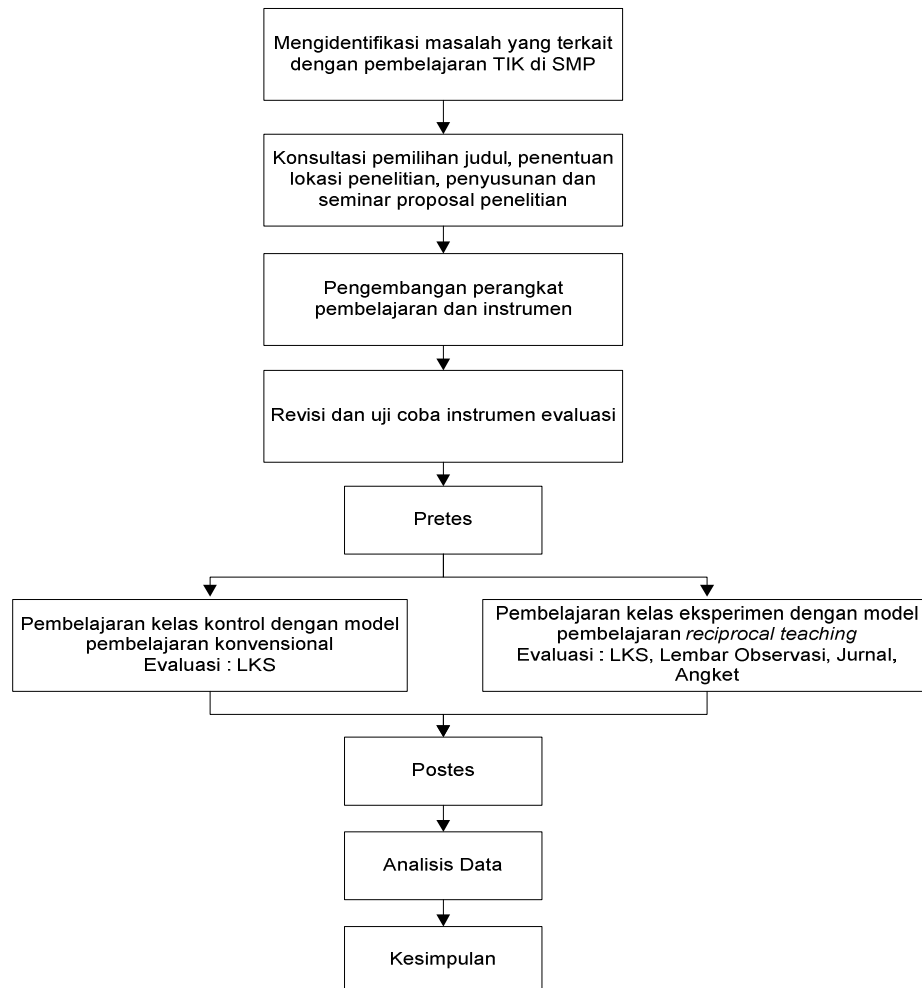 Mengidentifikasi masalah yang terkait
dengan pembelajaran TIK di SMP
Konsultasi pemilihan judul, penentuan
lokasi penelitian, penyusunan dan
seminar proposal penelitian
Pengembangan perangkat
pembelajaran dan instrumen
Revisi dan uji coba instrumen evaluasi
Pretes
Pembelajaran kelas kontrol dengan model
pembelajaran konvensional
Evaluasi : LKS
Pembelajaran kelas eksperimen dengan model
pembelajaran reciprocal teaching
Evaluasi : LKS, Lembar Observasi, Jurnal,
Angket
Postes
Analisis Data
Kesimpulan